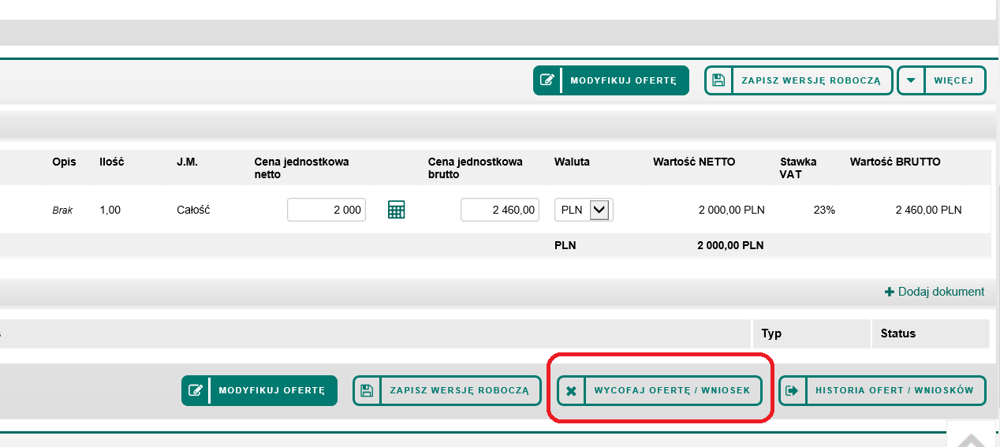 MODYFIKUJ OFERTĘ ZAPISZ WERSJĘ ROBOCZĄ WIĘCEJ
Opis Ilość J.M. Cena jednostkowa netto Cena jednostkowa brutto Waluta Wartość NETTO Stawka VAT Wartość BRUTTO
Brak 1,00 Całość 2 000 2 460,00 PLN 2 000,00 PLN 23% 2 460,00 PLN
PLN 2 000,00 PLN
Dodaj dokument
Typ Status
MODYFIKUJ OFERTĘ ZAPISZ WERSJĘ ROBOCZĄ WYCOFAJ OFERTĘ / WNIOSEK HISTORIA OFERT / WNIOSKÓW